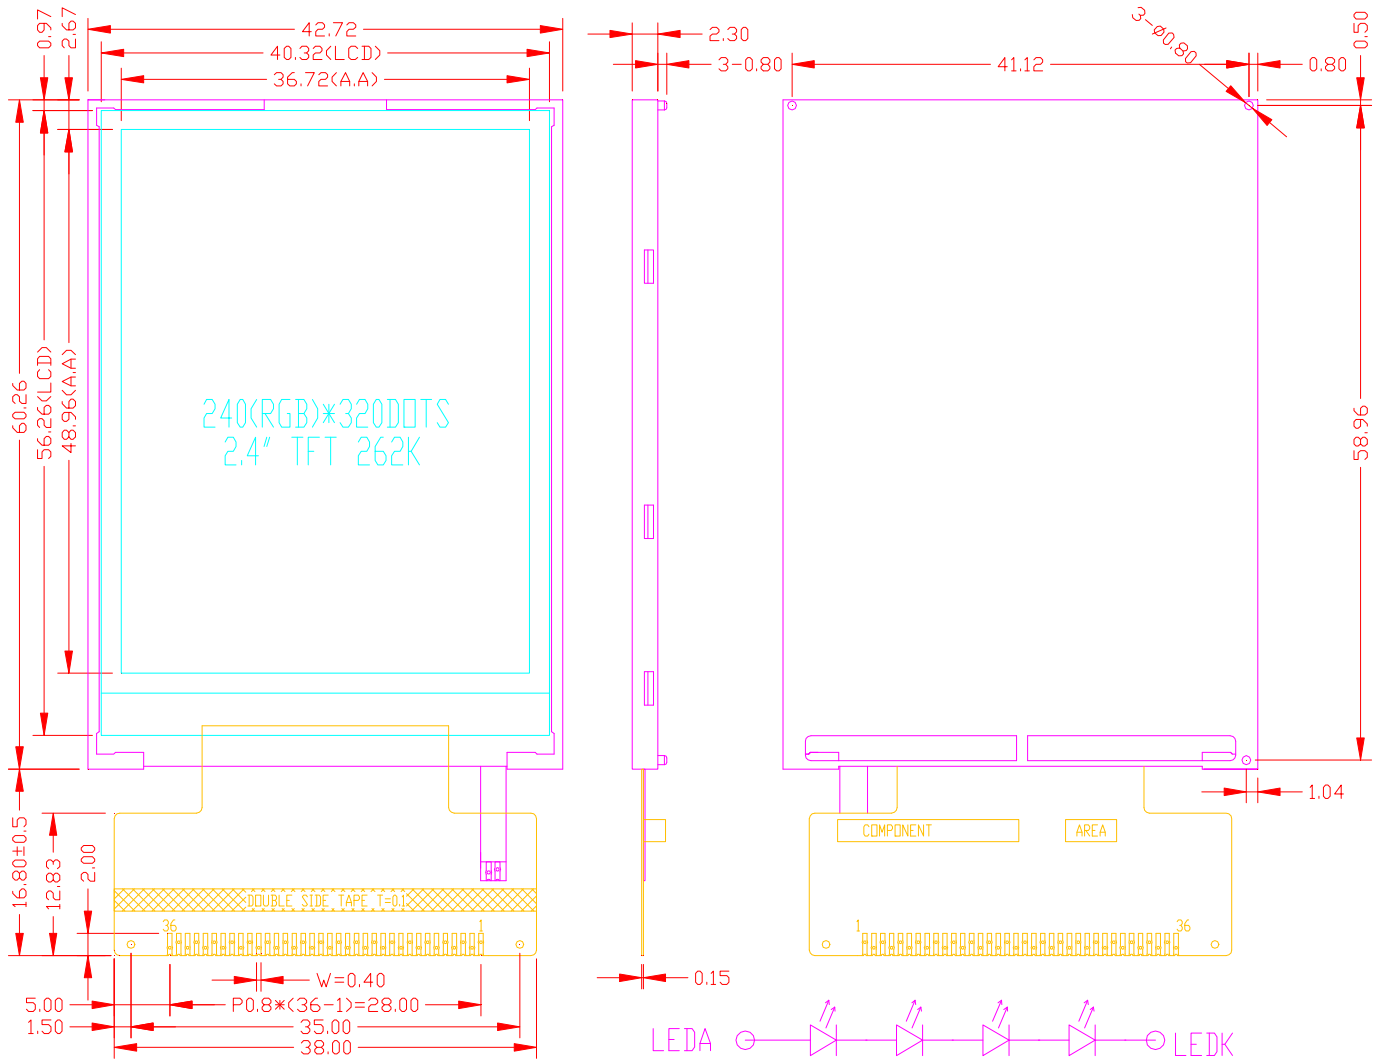 42.72
40.32(LCD)
36.72(A.A)
0.97
2.67
2.30
3-0.80
41.12
3-ø0.80
0.50
0.80
60.26
56.26(LCD)
48.96(A.A)
240(RGB)*320DOTS
2.4" TFT 262K
58.96
1.04
16.80±0.5
12.83
2.00
COMPONENT
AREA
DOUBLE SIDE TAPE T=0.1
36
1
1
36
W=0.40
0.15
5.00
P0.8*(36-1)=28.00
1.50
35.00
38.00
LEDA
LEDK